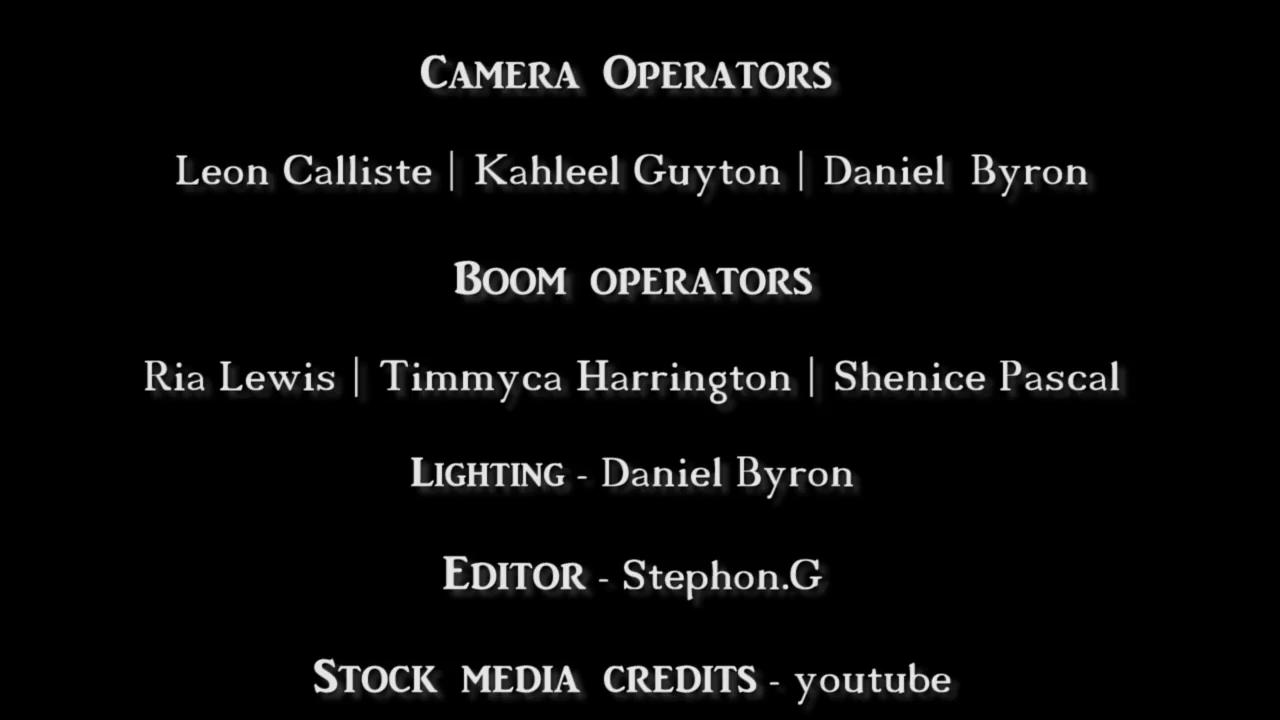 Camera Operators
Leon Calliste | Kahleel Guyton | Daniel Byron
Boom operators
Ria Lewis | Timmyca Harrington | Shenice Pascal
Lighting - Daniel Byron
Editor - Stephon.G
Stock media credits - youtube